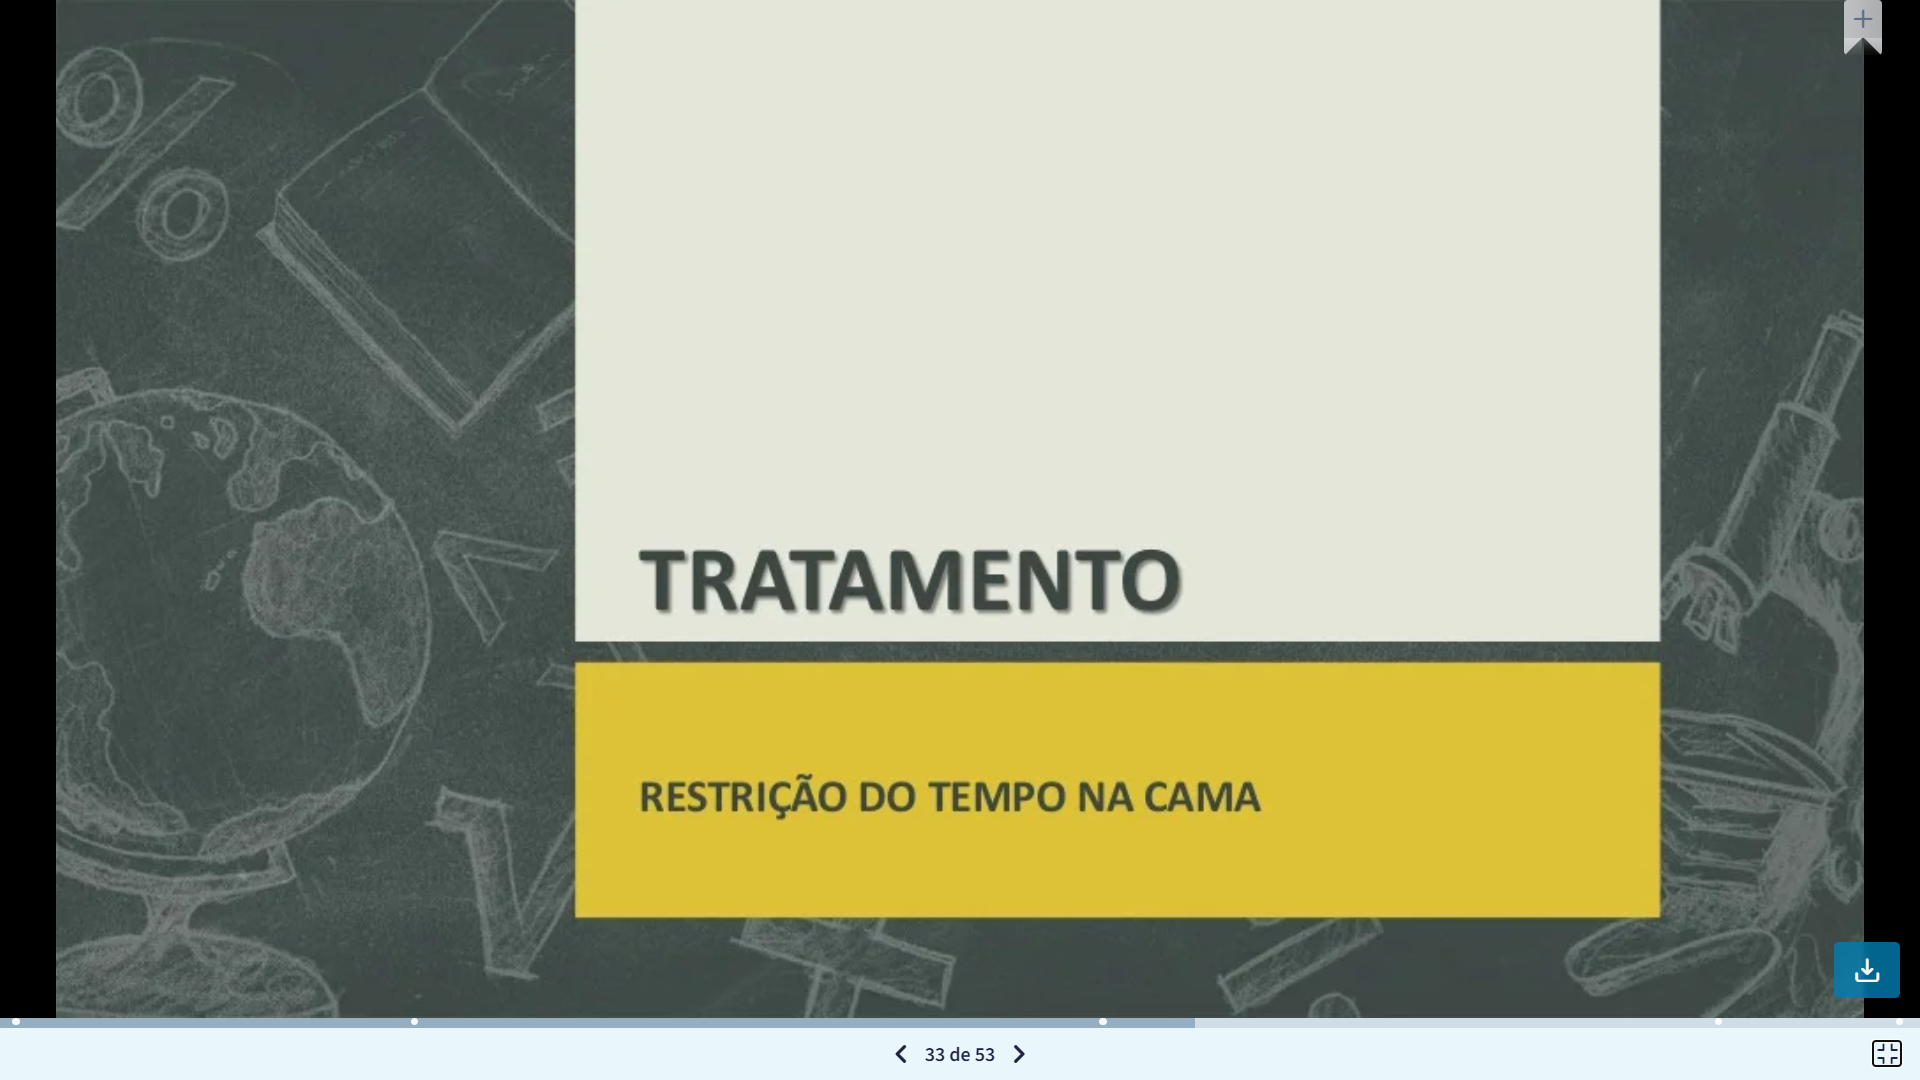 TRATAMENTO
RESTRIÇÃO DO TEMPO NA CAMA
33 de 53